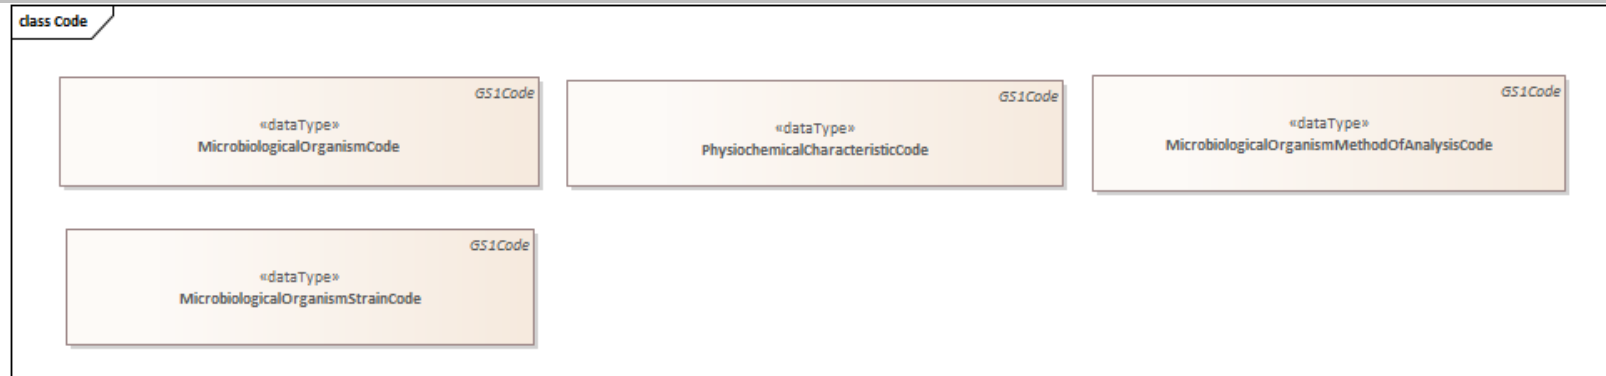 class Code
GS1Code
«dataType»
MicrobiologicalOrganismCode
GS1Code
«dataType»
PhysiochemicalCharacteristicCode
GS1Code
«dataType»
MicrobiologicalOrganismMethodOfAnalysisCode
GS1Code
«dataType»
MicrobiologicalOrganismStrainCode